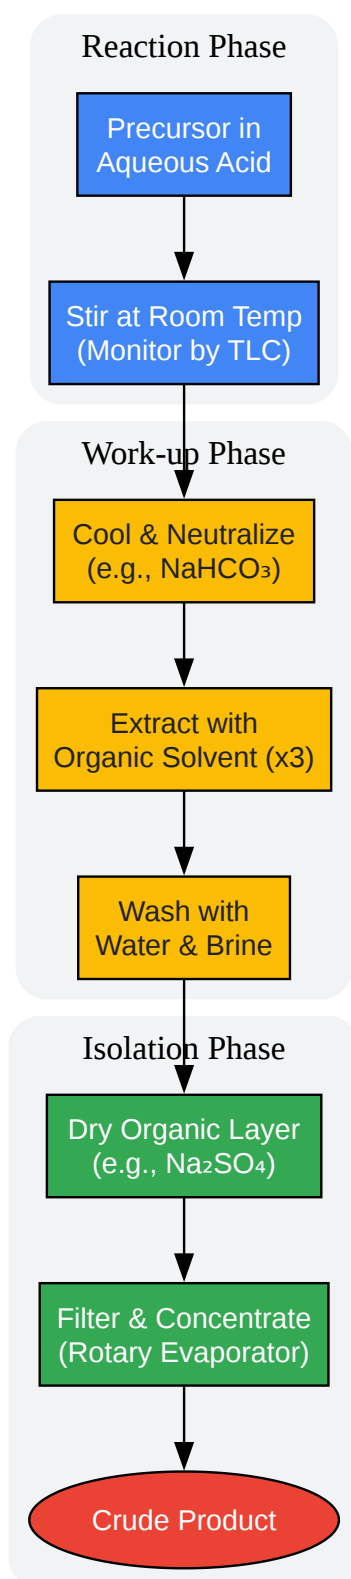 Reaction Phase
Precursor in
Aqueous Acid
Stir at Room Temp
(Monitor by TLC)
Work-up Phase
Cool & Neutralize
(e.g., NaHCO₃)
Extract with
Organic Solvent (x3)
Wash with
Water & Brine
Isolation Phase
Dry Organic Layer
(e.g., Na₂SO₄)
Filter & Concentrate
(Rotary Evaporator)
Crude Product